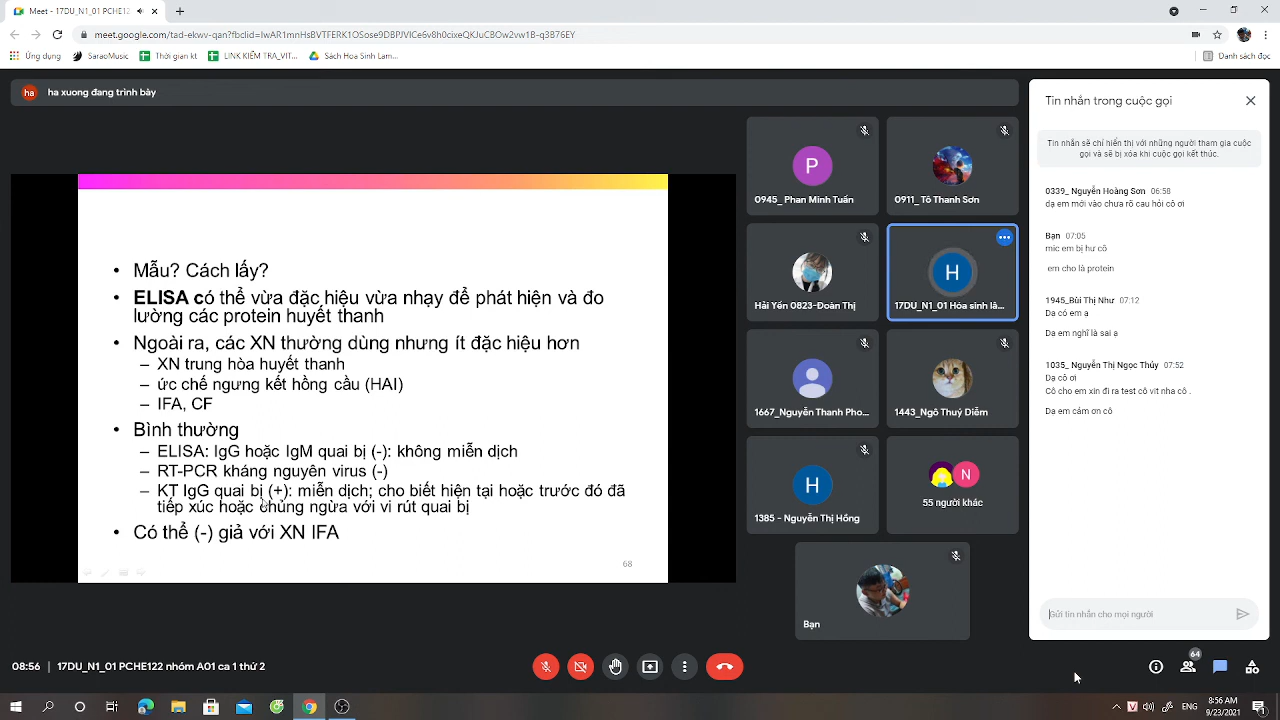 Meet - 17DU_N1_01 PCHE12
meet.google.com/tad-ekwv-qan?fbclid=IwAR1mnHsBVTFERK1OSose9DBPJVlCe6v8h0cixeQKJuCBOw2vw1B-q3B76EY
Ứng dụng
SaraoMusic
Thời gian kt
LINK KIỂM TRA_VIT...
Sách Hoa Sinh Lam...
Danh sách đọc
ha
ha xuong đang trình bày
Mẫu? Cách lấy?
ELISA có thể vừa đặc hiệu vừa nhạy để phát hiện và đo
lường các protein huyết thanh
Ngoài ra, các XN thường dùng nhưng ít đặc hiệu hơn
– XN trung hòa huyết thanh
– ức chế ngưng kết hồng cầu (HAI)
– IFA, CF
Bình thường
– ELISA: IgG hoặc IgM quai bị (-): không miễn dịch
– RT-PCR kháng nguyên virus (-)
– KT IgG quai bị (+): miễn dịch; cho biết hiện tại hoặc trước đó đã
tiếp xúc hoặc chủng ngừa với vi rút quai bị
Có thể (-) giả với XN IFA
68
P
0945_ Phan Minh Tuấn
0911_ Tô Thanh Sơn
Hải Yến 0823-Đoàn Thị
H
17DU_N1_01 Hóa sinh lâ...
1667_Nguyễn Thanh Pho...
1443_Ngô Thuý Diễm
H
1385 - Nguyễn Thị Hồng
N
55 người khác
Bạn
Tin nhắn trong cuộc gọi
Tin nhắn sẽ chỉ hiển thị với những người tham gia cuộc
gọi và sẽ bị xóa khi cuộc gọi kết thúc.
0339_ Nguyễn Hoàng Sơn 06:58
dạ em mới vào chưa rõ cau hỏi cô ơi
Bạn 07:05
mic em bị hư cô
em cho là protein
1945_Bùi Thị Như 07:12
Dạ có em ạ
Dạ em nghĩ là sai ạ
1035_ Nguyễn Thị Ngọc Thúy 07:52
Dạ cô ơi
Cô cho em xin đi ra test cô vit nha cô .
Dạ em cảm ơn cô
Gửi tin nhắn cho mọi người
08:56 | 17DU_N1_01 PCHE122 nhóm A01 ca 1 thứ 2
64
V
8:56 AM
9/23/2021